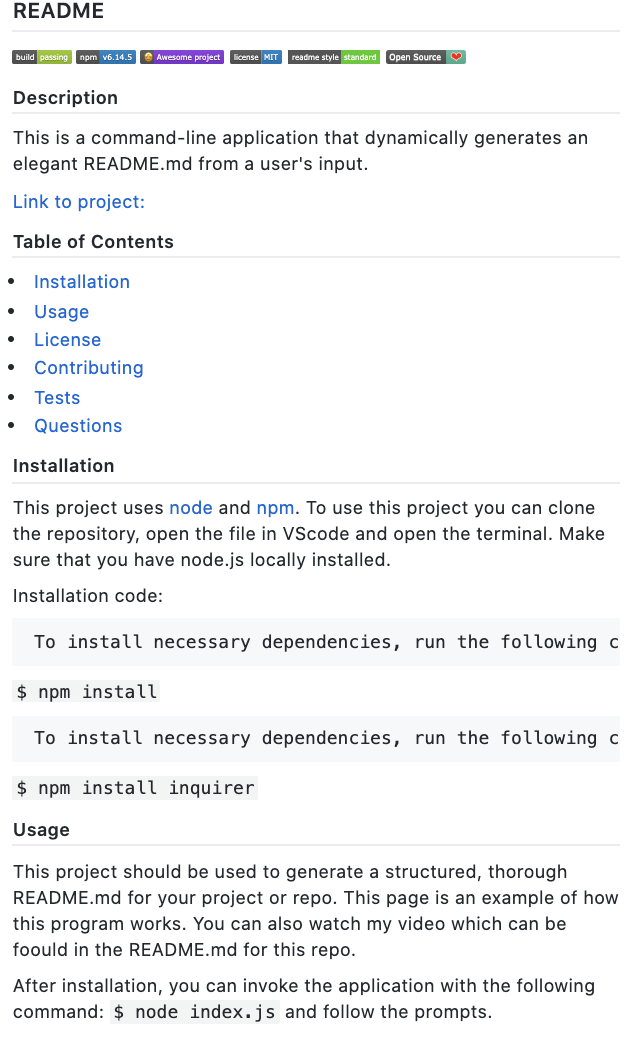 README
build passing npm v6.14.5 Awesome project license MIT readme style standard Open Source
Description
This is a command-line application that dynamically generates an
elegant README.md from a user's input.
Link to project:
Table of Contents
Installation
Usage
License
Contributing
Tests
Questions
Installation
This project uses node and npm. To use this project you can clone
the repository, open the file in VScode and open the terminal. Make
sure that you have node.js locally installed.
Installation code:
To install necessary dependencies, run the following c
$ npm install
To install necessary dependencies, run the following c
$ npm install inquirer
Usage
This project should be used to generate a structured, thorough
README.md for your project or repo. This page is an example of how
this program works. You can also watch my video which can be
foould in the README.md for this repo.
After installation, you can invoke the application with the following
command: $ node index.js and follow the prompts.